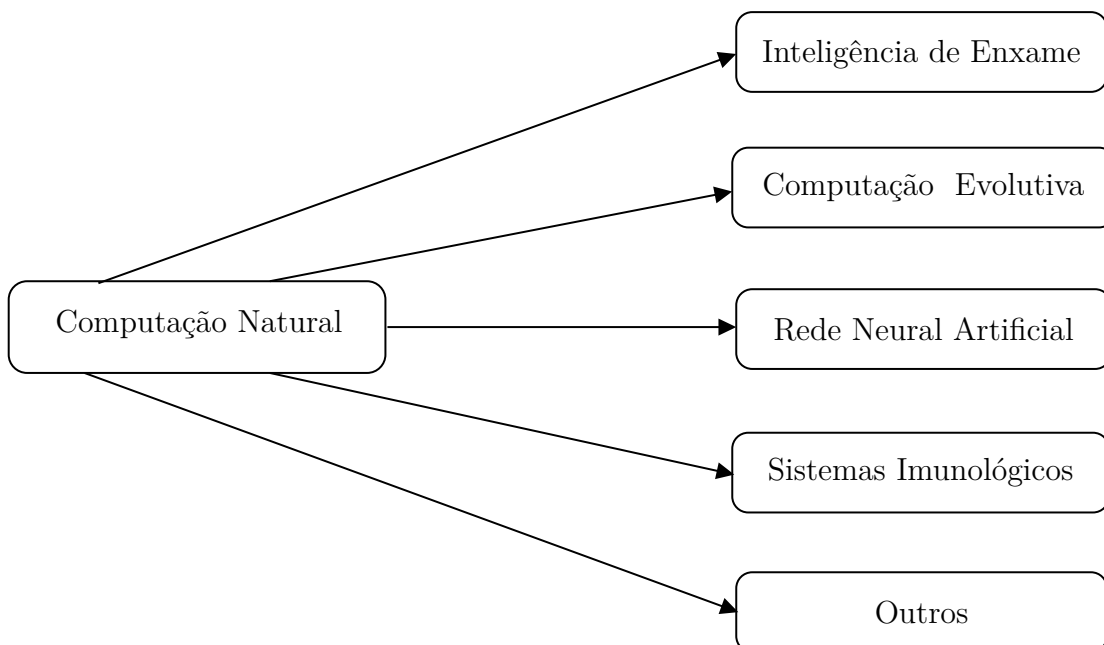 Inteligência de Enxame
Computação Evolutiva
Computação Natural
Rede Neural Artificial
Sistemas Imunológicos
Outros